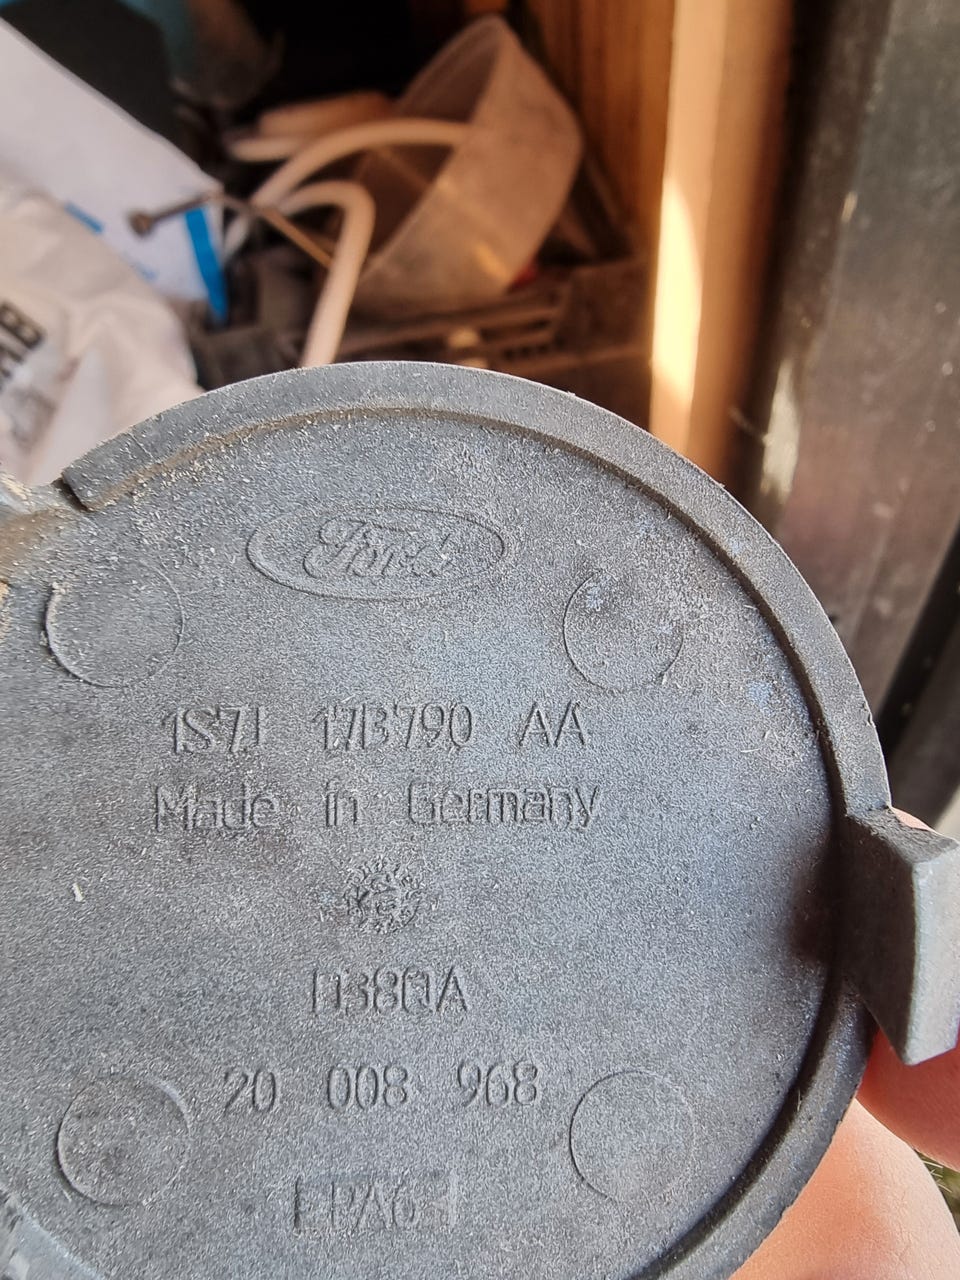 Ford
1S7J 17B790 AA
Made in Germany
20 008 968